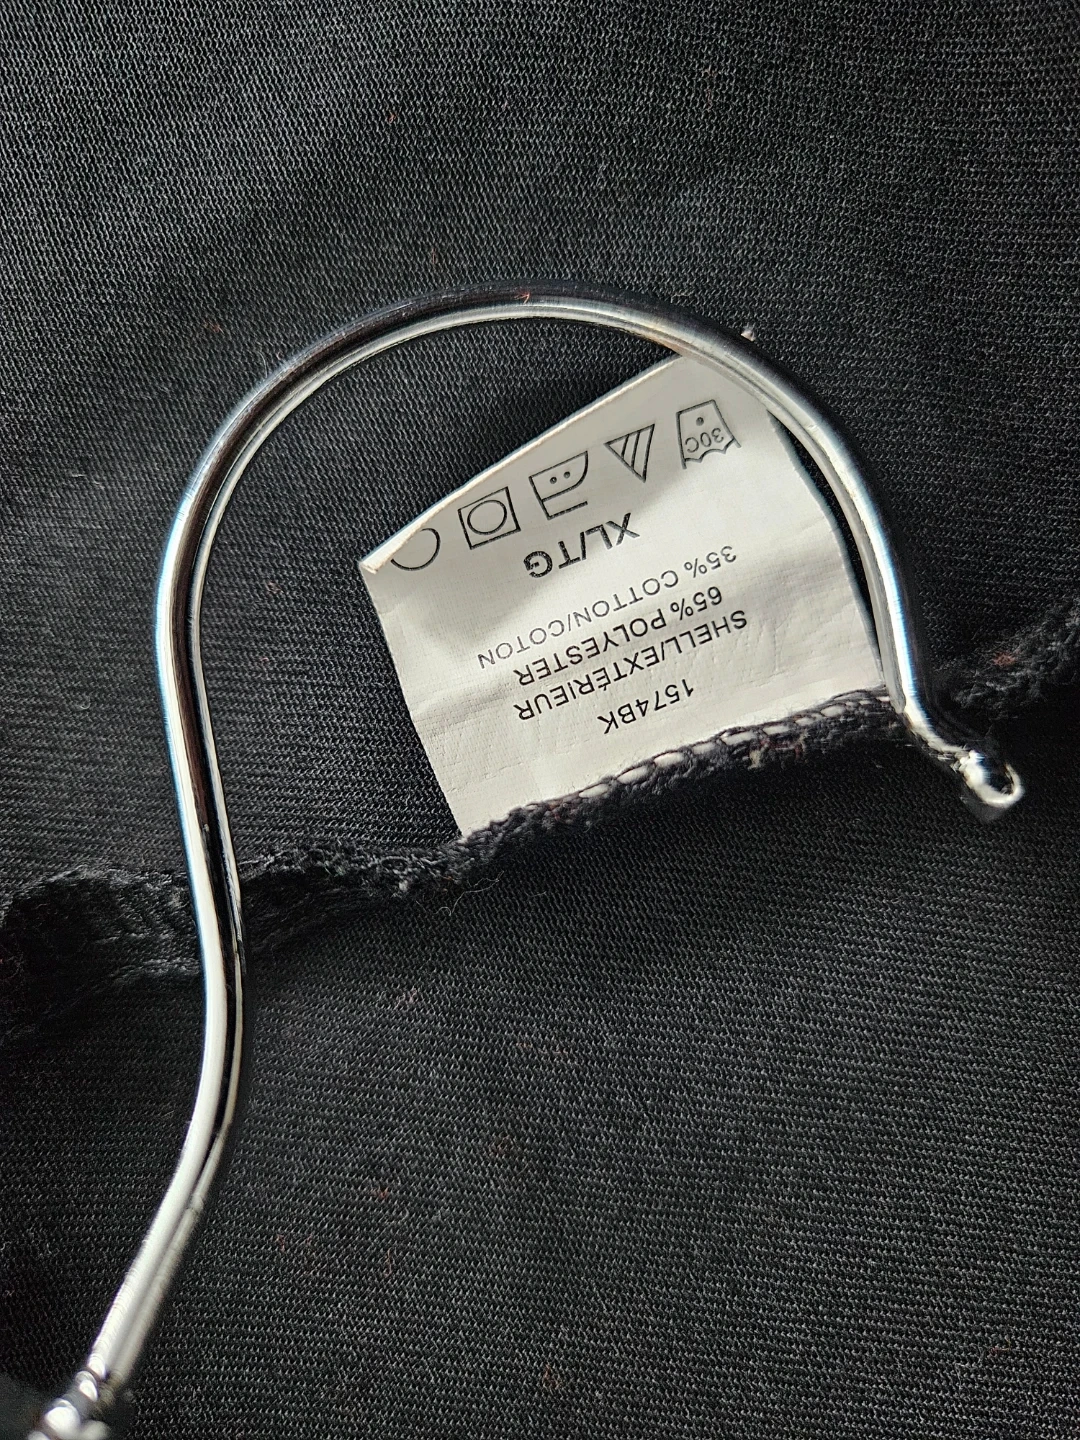 1574BK
SHELL/EXTÉRIEUR
65% POLYESTER
35% COTTON/COTON
XL/TG
30C